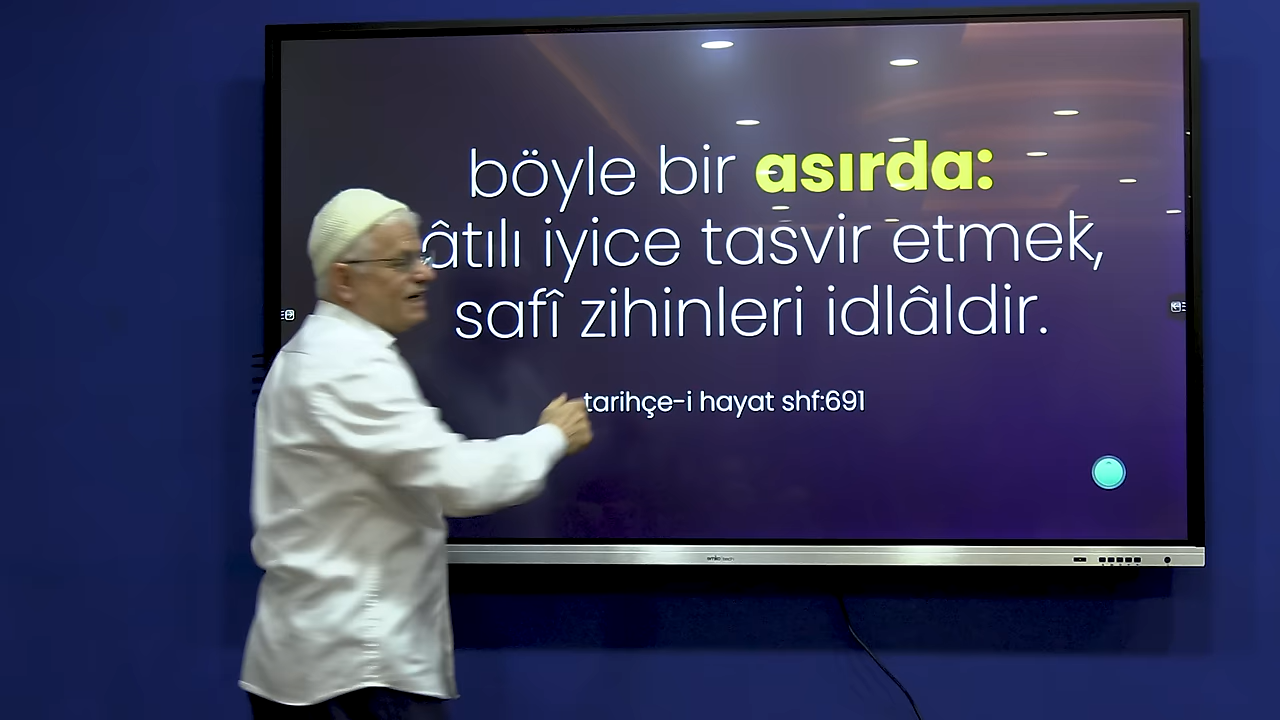 böyle bir asırda:
âtılı iyice tasvir etmek,
safî zihinleri idlâldir.
tarihçe-i hayat shf:691